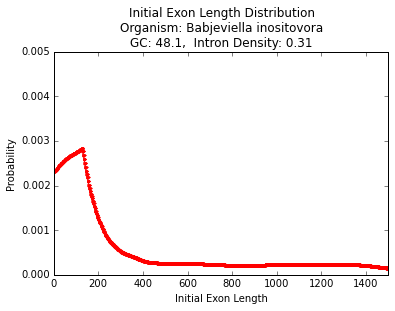 Initial Exon Length Distribution
Organism: Babjeviella inositovora
GC: 48.1,  Intron Density: 0.31
0.005
0.004
0.003
0.002
0.001
0.000
Probability
0 200 400 600 800 1000 1200 1400
Initial Exon Length